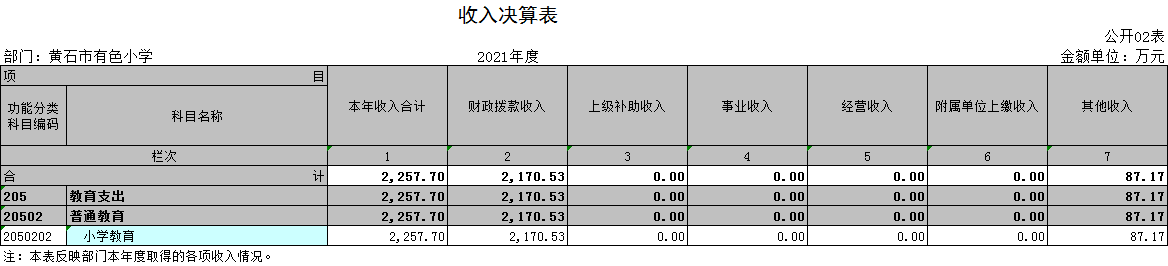 收入决算表
公开02表
部门：黄石市有色小学 2021年度 金额单位：万元
项 目 本年收入合计 财政拨款收入 上级补助收入 事业收入 经营收入 附属单位上缴收入 其他收入
功能分类科目编码 科目名称
栏次 1 2 3 4 5 6 7
合 计 2,257.70 2,170.53 0.00 0.00 0.00 0.00 87.17
205 教育支出 2,257.70 2,170.53 0.00 0.00 0.00 0.00 87.17
20502 普通教育 2,257.70 2,170.53 0.00 0.00 0.00 0.00 87.17
2050202 小学教育 2,257.70 2,170.53 0.00 0.00 0.00 0.00 87.17
注：本表反映部门本年度取得的各项收入情况。